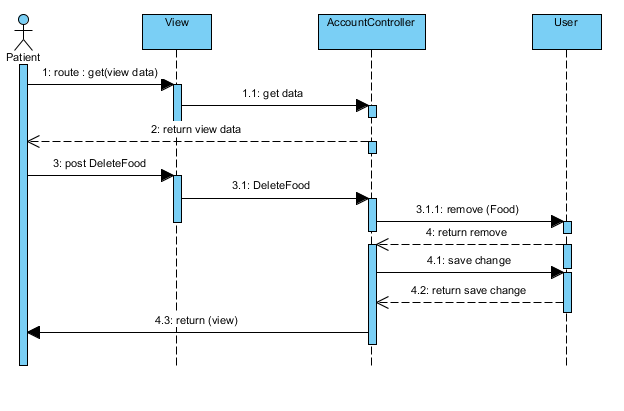 View
AccountController
User
Patient
1: route : get(view data)
1.1: get data
2: return view data
3: post DeleteFood
3.1: DeleteFood
3.1.1: remove (Food)
4: return remove
4.1: save change
4.2: return save change
4.3: return (view)